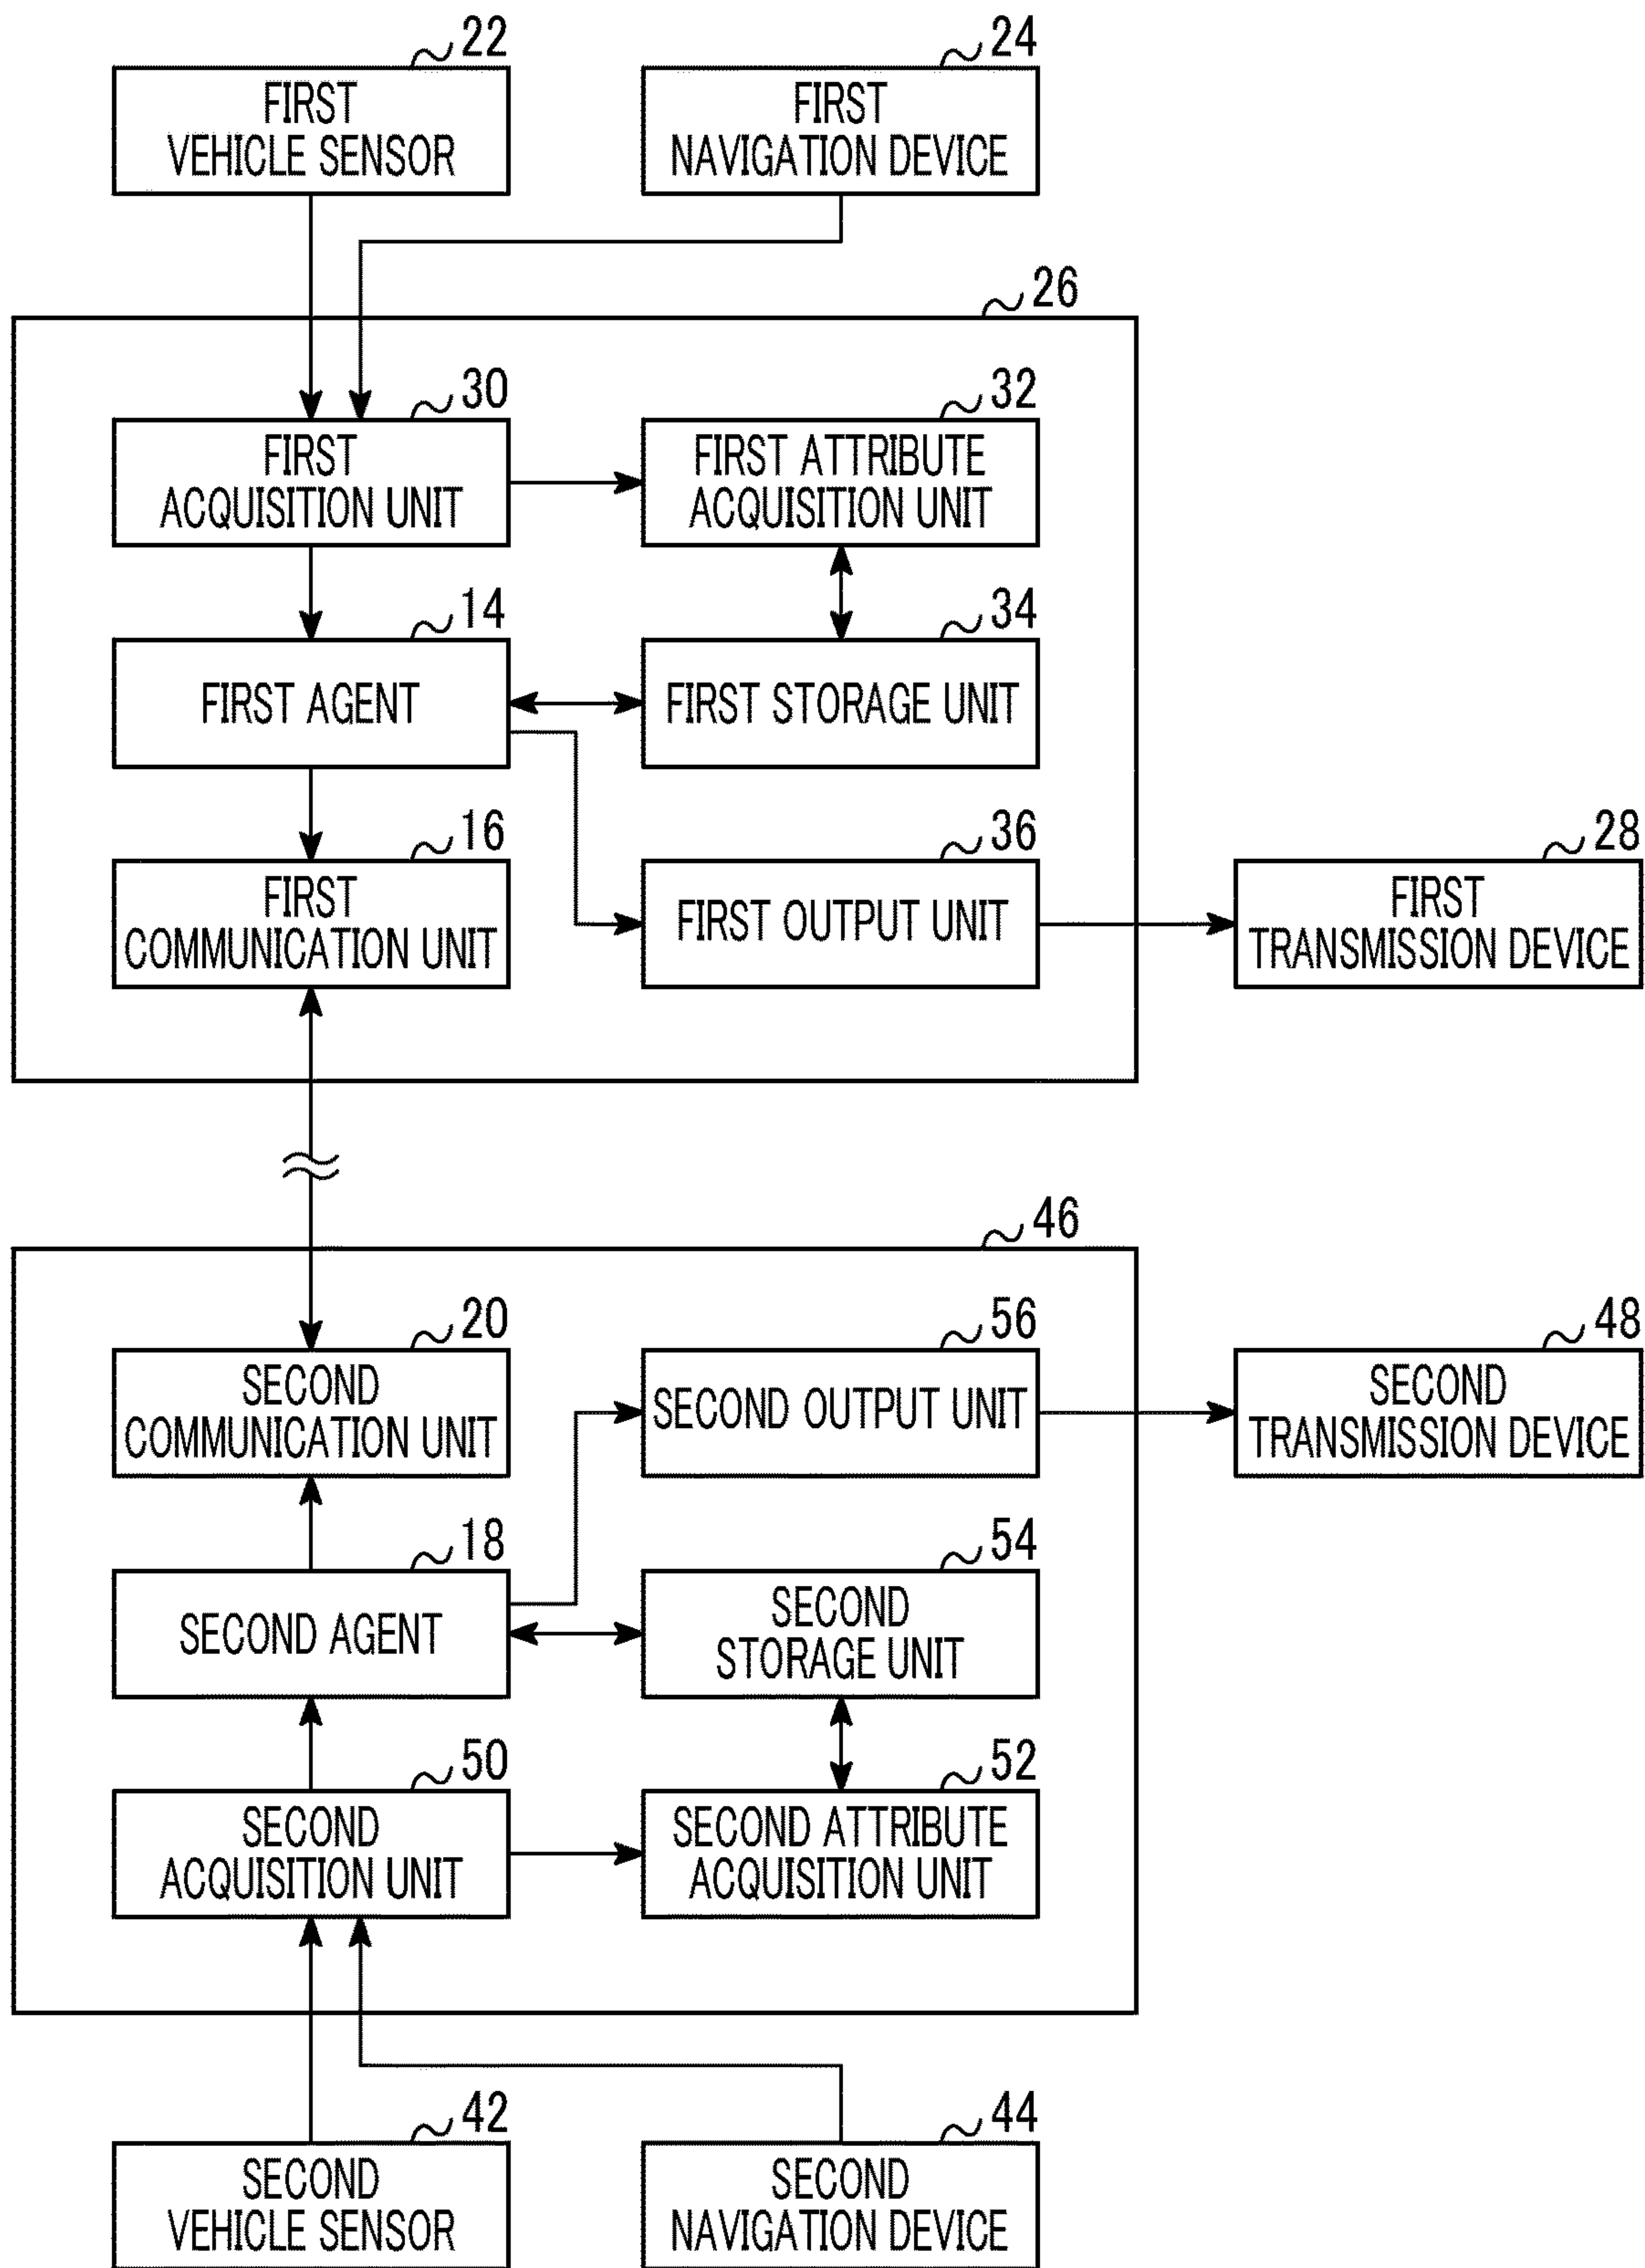 22
FIRST
VEHICLE SENSOR
24
FIRST
NAVIGATION DEVICE
26
30
FIRST
ACQUISITION UNIT
32
FIRST ATTRIBUTE
ACQUISITION UNIT
14
FIRST AGENT
34
FIRST STORAGE UNIT
16
FIRST
COMMUNICATION UNIT
36
FIRST OUTPUT UNIT
28
FIRST
TRANSMISSION DEVICE
46
20
SECOND
COMMUNICATION UNIT
56
SECOND OUTPUT UNIT
48
SECOND
TRANSMISSION DEVICE
18
SECOND AGENT
54
SECOND
STORAGE UNIT
50
SECOND
ACQUISITION UNIT
52
SECOND ATTRIBUTE
ACQUISITION UNIT
42
SECOND
VEHICLE SENSOR
44
SECOND
NAVIGATION DEVICE